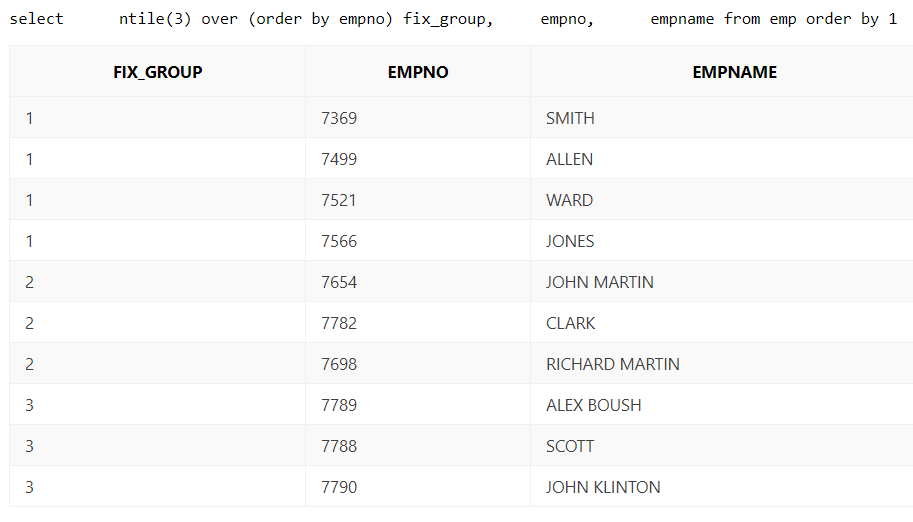 select ntile(3) over (order by empno) fix_group, empno, empname from emp order by 1
FIX_GROUP EMPNO EMPNAME
1 7369 SMITH
1 7499 ALLEN
1 7521 WARD
1 7566 JONES
2 7654 JOHN MARTIN
2 7782 CLARK
2 7698 RICHARD MARTIN
3 7789 ALEX BOUSH
3 7788 SCOTT
3 7790 JOHN KLINTON